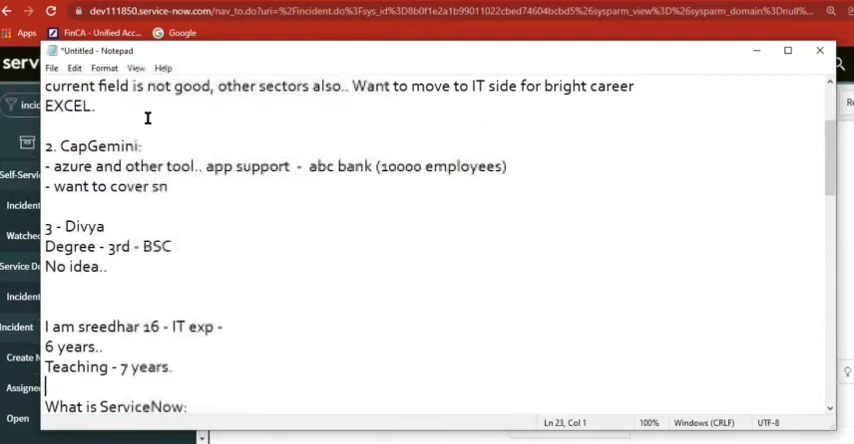 dev111850.service-now.com/nav_to.do?uri=%2Fincident.do%3Fsys_id%3D8b0f1e2a1b99011022cbed74604bcbd5%26sysparm_view%3D%26sysparm_domain%3Dnull%...
Apps FinCA - Unified Acc... Google
*Untitled - Notepad
serv
File Edit Format View Help
current field is not good, other sectors also.. Want to move to IT side for bright career
EXCEL.
incid
Re
2. CapGemini:
- azure and other tool.. app support - abc bank (10000 employees)
Self-Servi
- want to cover sn
Incident
3 - Divya
Watched
Degree - 3rd - BSC
Service De
No idea..
Incident
I am sreedhar 16 - IT exp -
Incident
6 years..
Create N
Teaching - 7 years.
Assigne
What is ServiceNow:
Open
Ln 23, Col 1 100% Windows (CRLF) UTF-8